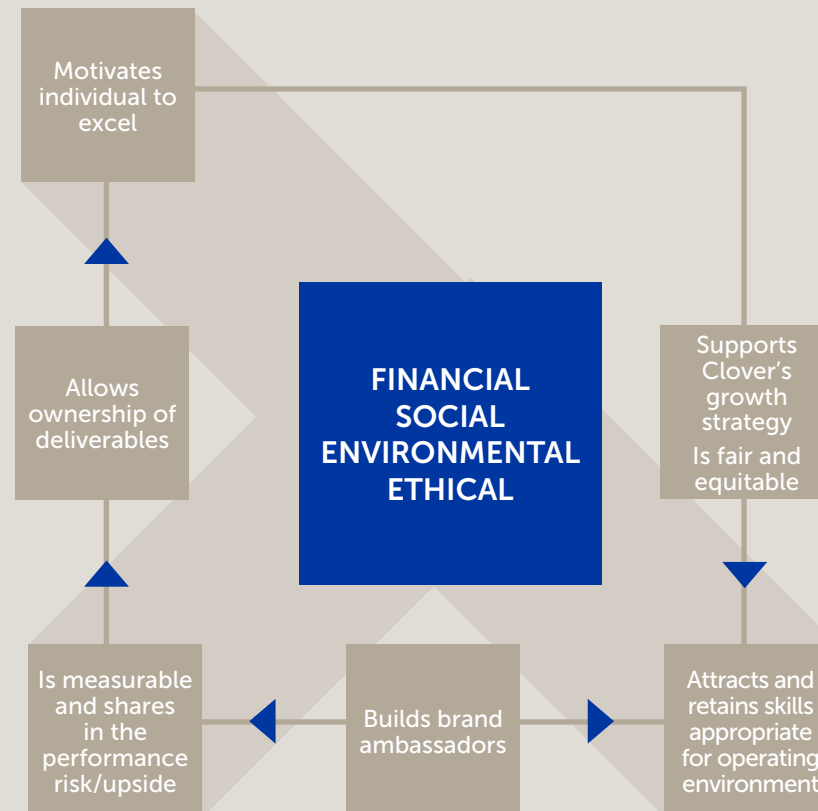 Motivates
individual to
excel
Allows
ownership of
deliverables
FINANCIAL
SOCIAL
ENVIRONMENTAL
ETHICAL
Supports
Clover’s
growth
strategy
Is fair and
equitable
Is measurable
and shares
in the
performance
risk/upside
Builds brand
ambassadors
Attracts and
retains skills
appropriate
for operating
environment